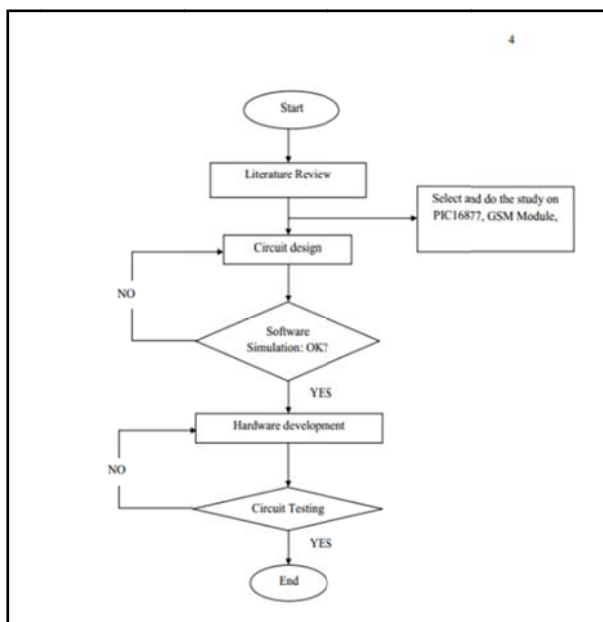 4
Start
Literature Review
Select and do the study on
PIC16877, GSM Module,
Circuit design
NO
Software
Simulation: OK?
YES
Hardware development
NO
Circuit Testing
YES
End